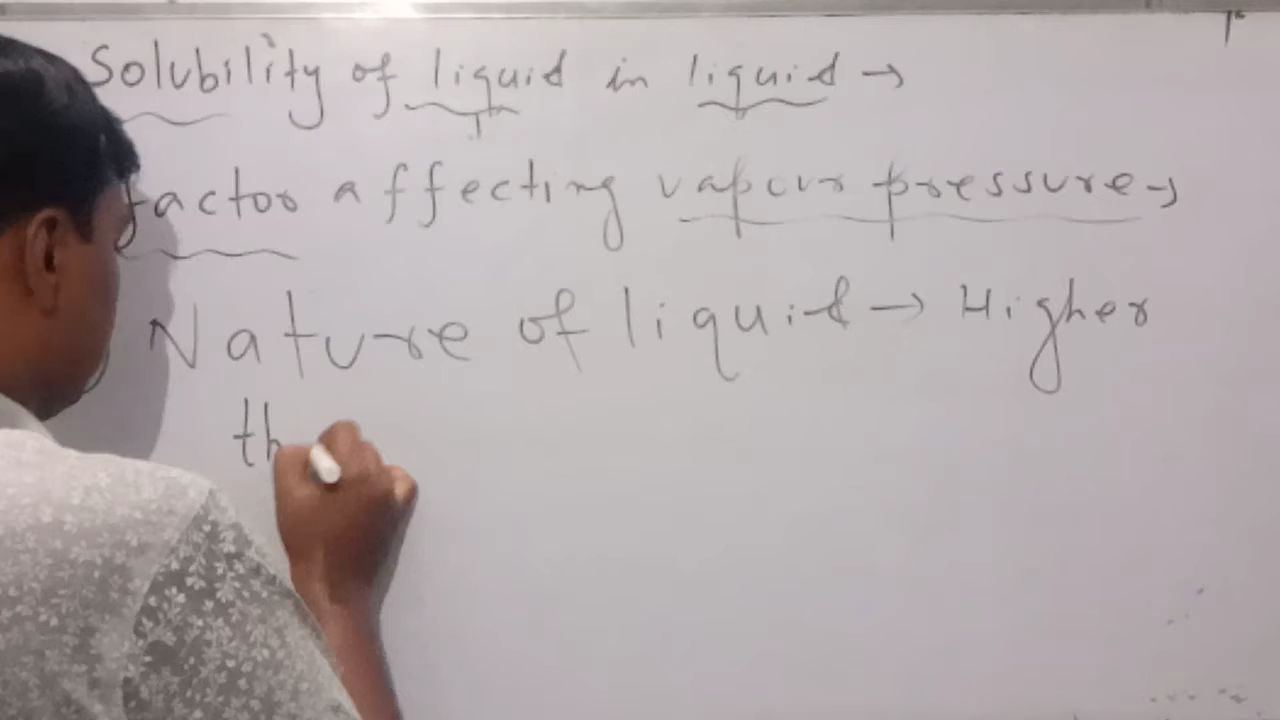 Solubility of liquid in liquid →
factor affecting vapour pressure →
Nature of liquid → Higher
th